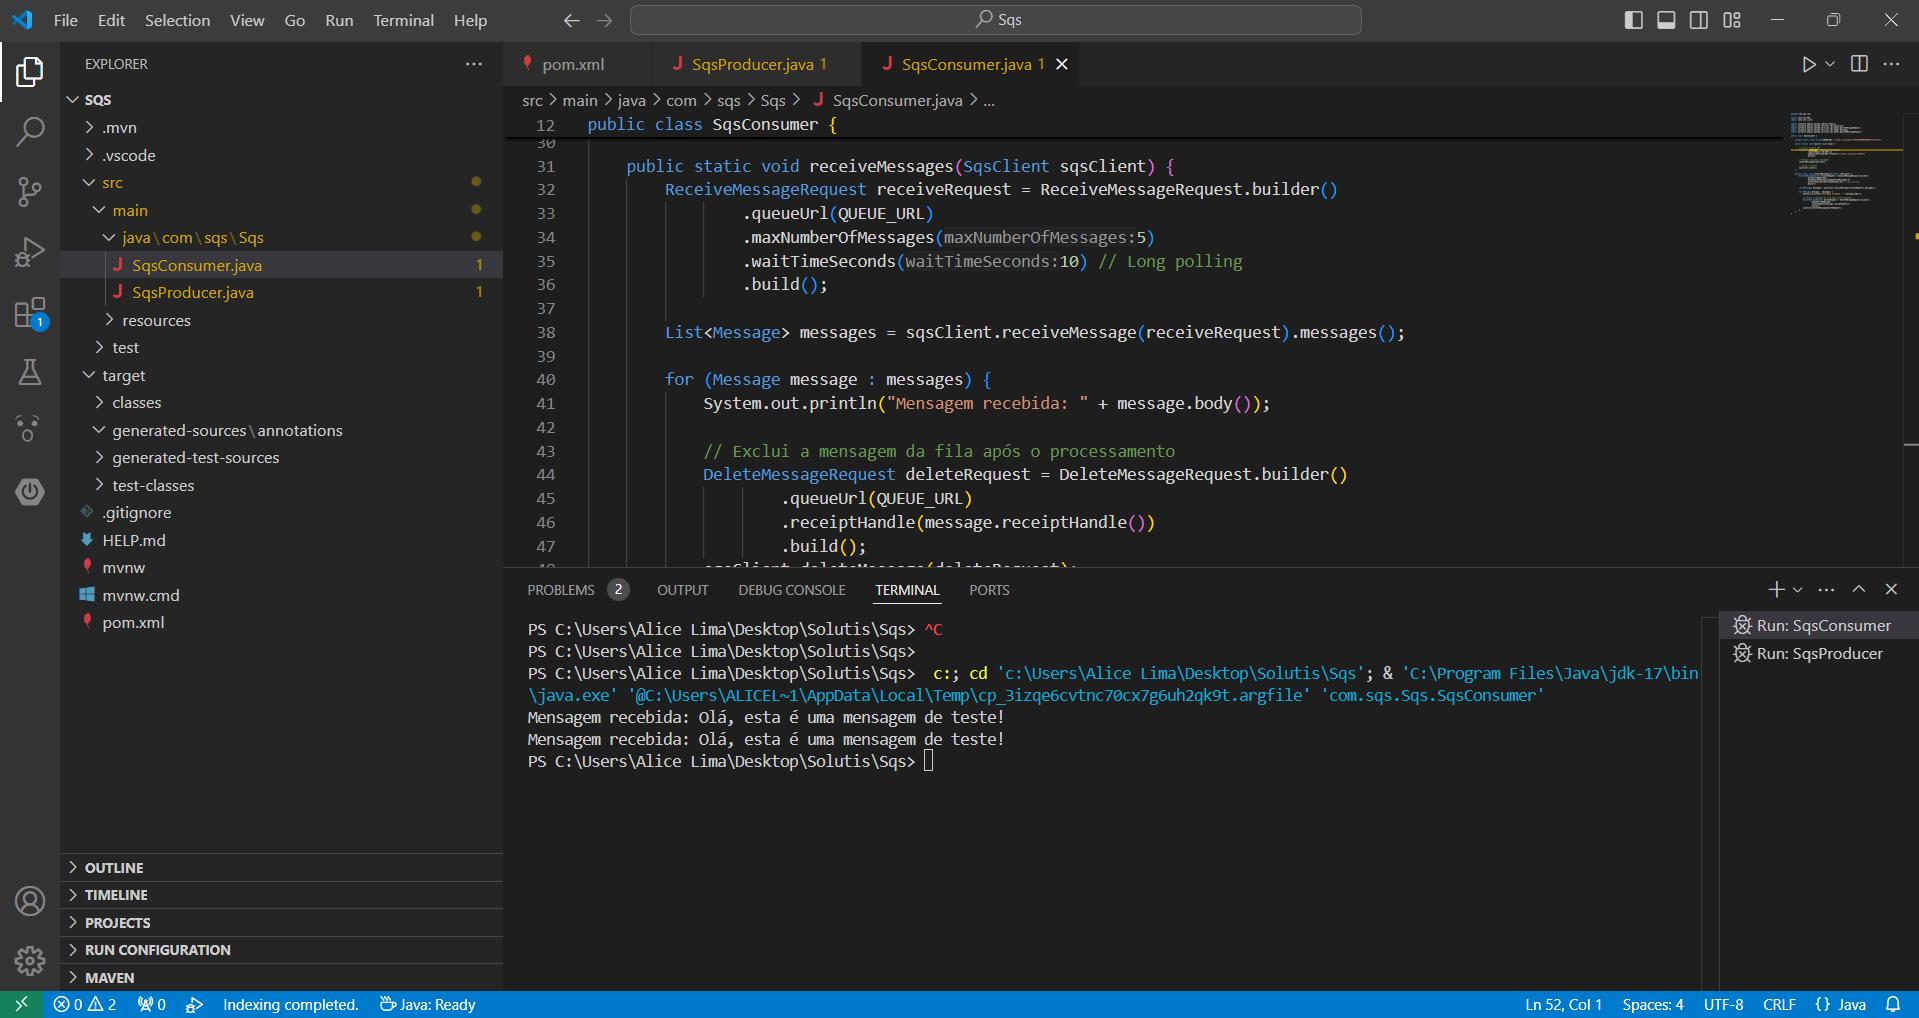 File Edit Selection View Go Run Terminal Help
Sqs
EXPLORER
SQS
.mvn
.vscode
src
main
java\com\sqs\Sqs
SqsConsumer.java 1
SqsProducer.java 1
resources
test
target
classes
generated-sources\annotations
generated-test-sources
test-classes
.gitignore
HELP.md
mvnw
mvnw.cmd
pom.xml
OUTLINE
TIMELINE
PROJECTS
RUN CONFIGURATION
MAVEN
1
pom.xml SqsProducer.java 1 SqsConsumer.java 1
src > main > java > com > sqs > Sqs > SqsConsumer.java > ...
12 public class SqsConsumer {
30
31 public static void receiveMessages(SqsClient sqsClient) {
32 ReceiveMessageRequest receiveRequest = ReceiveMessageRequest.builder()
33 .queueUrl(QUEUE_URL)
34 .maxNumberOfMessages(maxNumberOfMessages:5)
35 .waitTimeSeconds(waitTimeSeconds:10) // Long polling
36 .build();
37
38 List<Message> messages = sqsClient.receiveMessage(receiveRequest).messages();
39
40 for (Message message : messages) {
41 System.out.println("Mensagem recebida: " + message.body());
42
43 // Exclui a mensagem da fila após o processamento
44 DeleteMessageRequest deleteRequest = DeleteMessageRequest.builder()
45 .queueUrl(QUEUE_URL)
46 .receiptHandle(message.receiptHandle())
47 .build();
48 sqsClient.deleteMessage(deleteRequest);
PROBLEMS 2 OUTPUT DEBUG CONSOLE TERMINAL PORTS
PS C:\Users\Alice Lima\Desktop\Solutis\Sqs> ^C
PS C:\Users\Alice Lima\Desktop\Solutis\Sqs>
PS C:\Users\Alice Lima\Desktop\Solutis\Sqs>  c:; cd 'c:\Users\Alice Lima\Desktop\Solutis\Sqs'; & 'C:\Program Files\Java\jdk-17\bin
\java.exe' '@C:\Users\ALICEL~1\AppData\Local\Temp\cp_3izqe6cvtnc70cx7g6uh2qk9t.argfile' 'com.sqs.Sqs.SqsConsumer'
Mensagem recebida: Olá, esta é uma mensagem de teste!
Mensagem recebida: Olá, esta é uma mensagem de teste!
PS C:\Users\Alice Lima\Desktop\Solutis\Sqs>
Run: SqsConsumer
Run: SqsProducer
0 2 0 Indexing completed. Java: Ready Ln 52, Col 1 Spaces: 4 UTF-8 CRLF {} Java